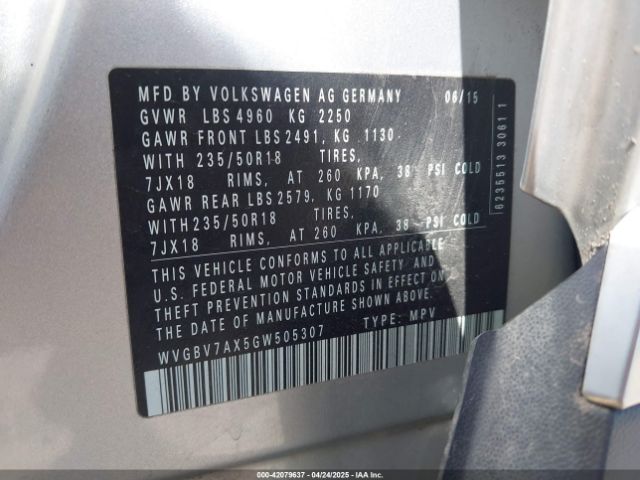 MFD BY VOLKSWAGEN AG GERMANY 06/15
GVWR LBS 4960 KG 2250
GAWR FRONT LBS 2491, KG 1130
WITH 235/50R18 TIRES,
7JX18 RIMS, AT 260 KPA, 38 PSI COLD
GAWR REAR LBS 2579, KG 1170
WITH 235/50R18 TIRES,
7JX18 RIMS, AT 260 KPA, 38 PSI COLD
THIS VEHICLE CONFORMS TO ALL APPLICABLE
U.S. FEDERAL MOTOR VEHICLE SAFETY AND
THEFT PREVENTION STANDARDS IN EFFECT ON
THE DATE OF MANUFACTURE SHOWN ABOVE.
WVGBV7AX5GW505307 TYPE: MPV
6235513 3061 1
000-42079637 - 04/24/2025 - IAAI.COM